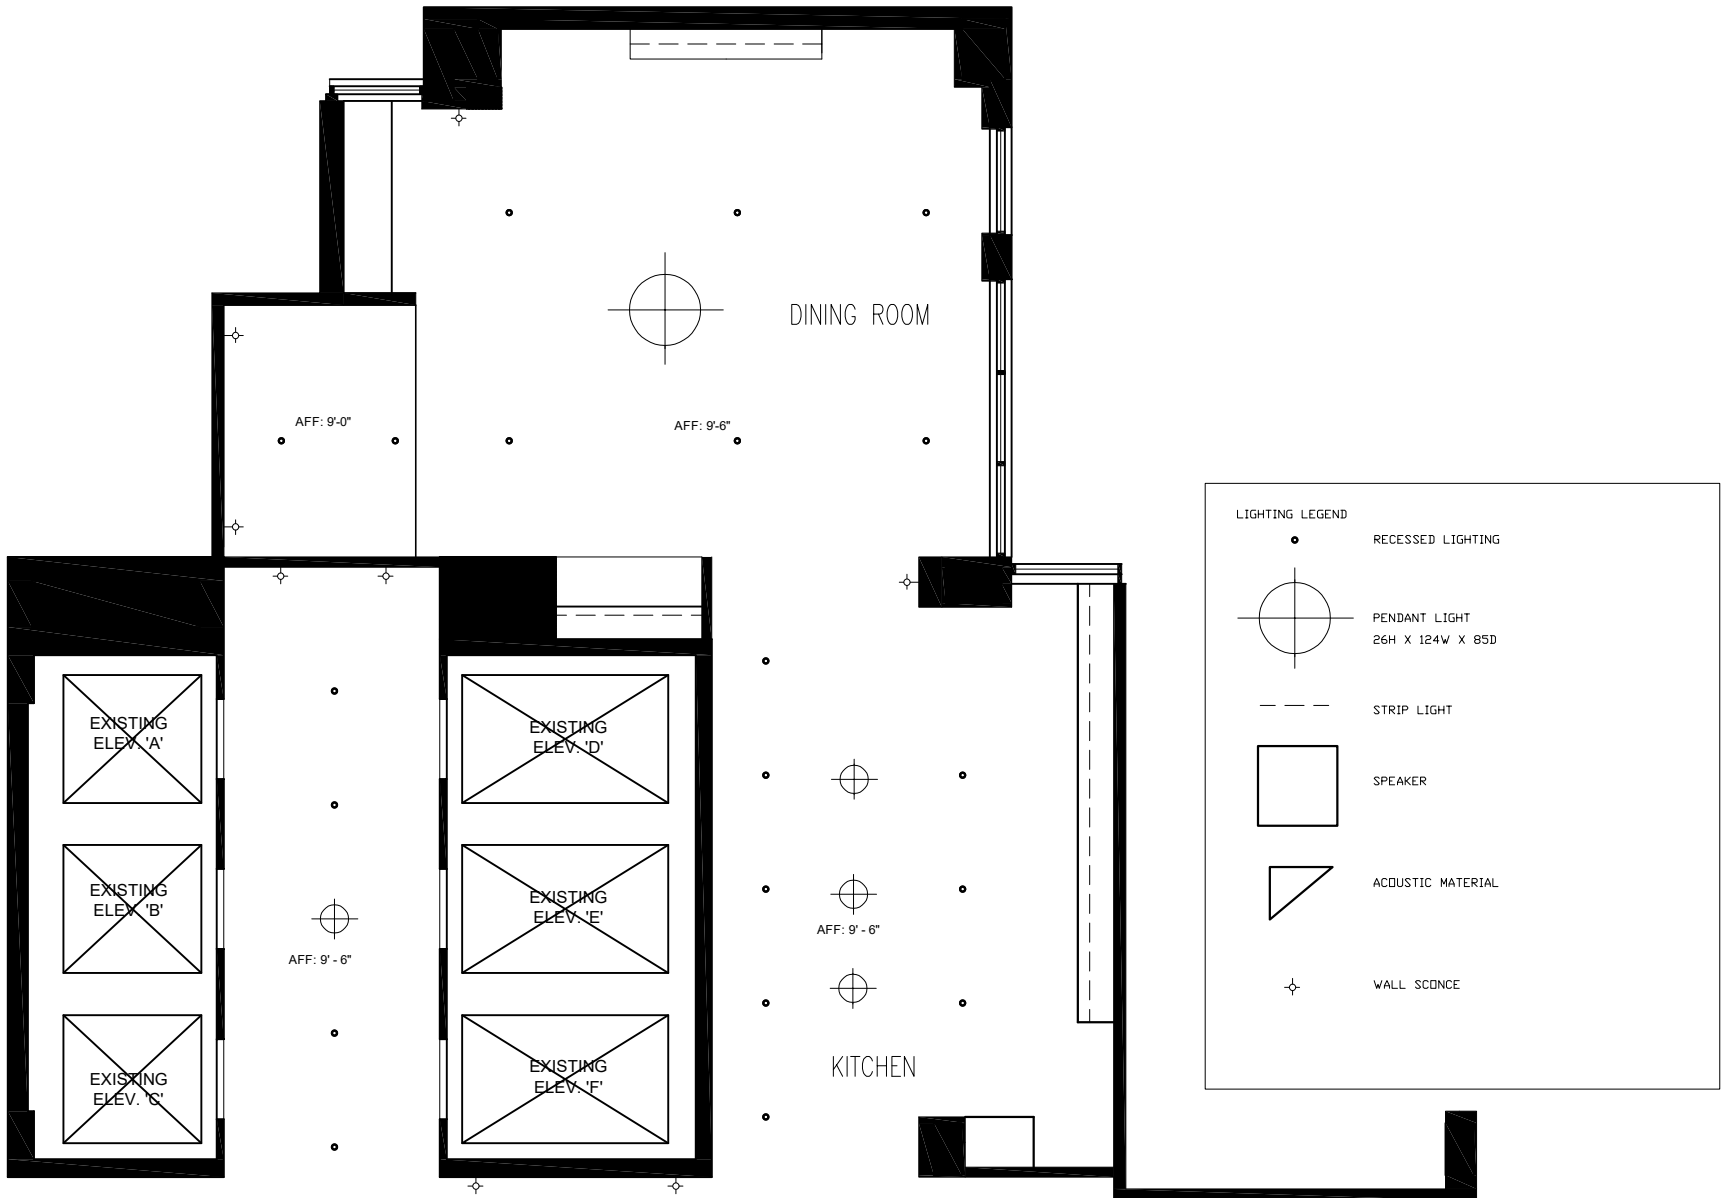 DINING ROOM
AFF: 9'-0"
AFF: 9'-6"
EXISTING
ELEV. 'A'
EXISTING
ELEV. 'D'
EXISTING
ELEV. 'B'
EXISTING
ELEV. 'E'
AFF: 9' - 6"
AFF: 9' - 6"
EXISTING
ELEV. 'C'
EXISTING
ELEV. 'F'
KITCHEN
LIGHTING LEGEND
RECESSED LIGHTING
PENDANT LIGHT
26H X 124W X 85D
STRIP LIGHT
SPEAKER
ACOUSTIC MATERIAL
WALL SCONCE